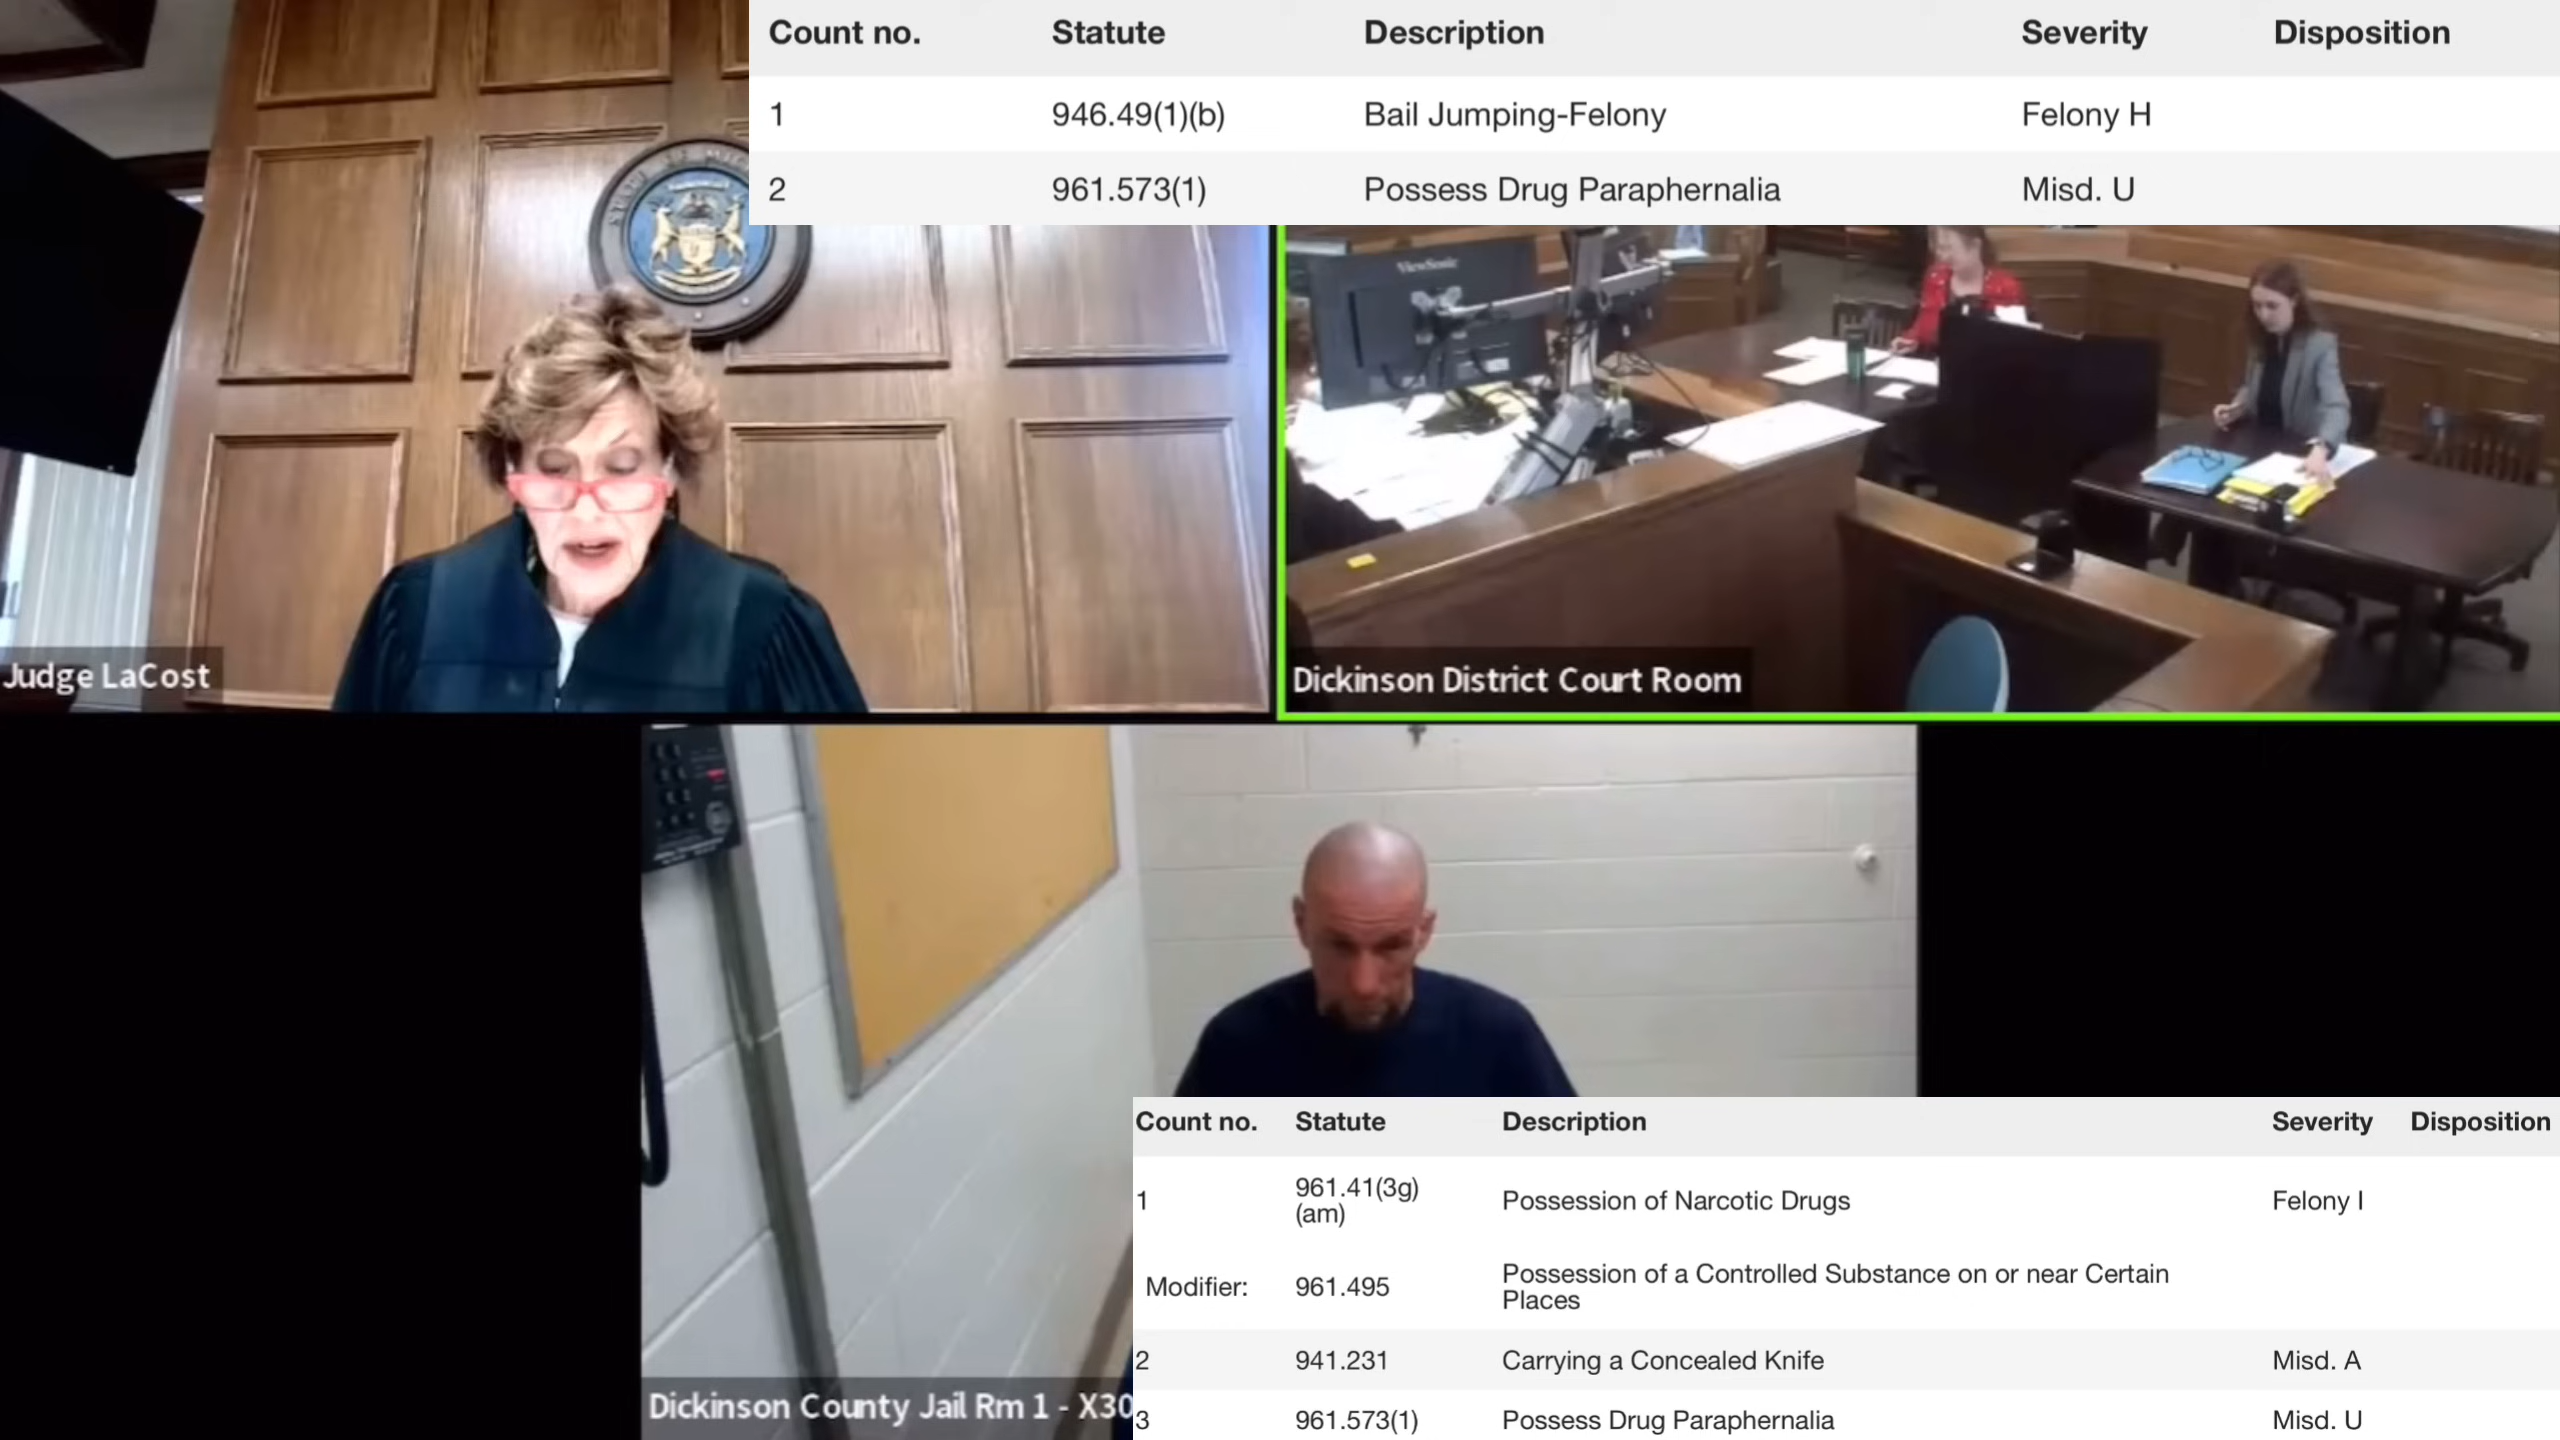 Count no. Statute Description Severity Disposition
1 946.49(1)(b) Bail Jumping-Felony Felony H
2 961.573(1) Possess Drug Paraphernalia Misd. U
ViewSonic
Judge LaCost
Dickinson District Court Room
Dickinson County Jail Rm 1 - X30
Count no. Statute Description Severity Disposition
1 961.41(3g)
(am) Possession of Narcotic Drugs Felony I
Modifier: 961.495 Possession of a Controlled Substance on or near Certain
Places
2 941.231 Carrying a Concealed Knife Misd. A
3 961.573(1) Possess Drug Paraphernalia Misd. U